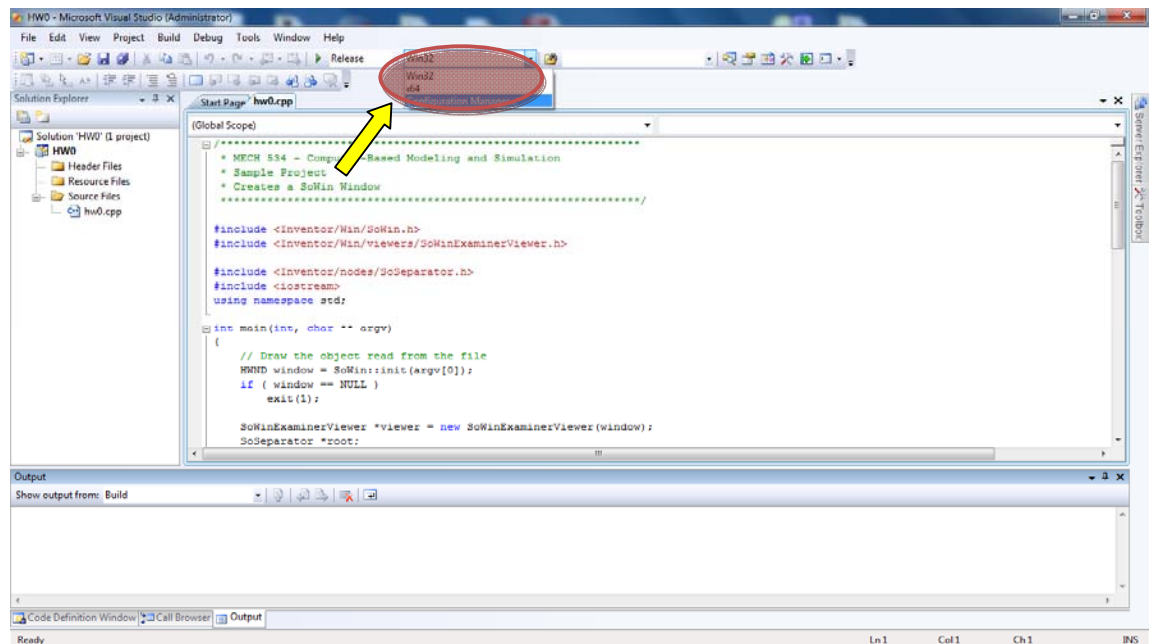 HW0 - Microsoft Visual Studio (Administrator)
File Edit View Project Build Debug Tools Window Help
Release Win32
Win32
x64
Configuration Manager
Solution Explorer
Start Page hw0.cpp
(Global Scope)
Solution 'HW0' (1 project)
HW0
Header Files
Resource Files
Source Files
hw0.cpp
/***************************************************************
* MECH 534 - Based Modeling and Simulation
* Sample Project
* Creates a SoWin Window
***************************************************************/
#include <Inventor/Win/SoWin.h>
#include <Inventor/Win/viewers/SoWinExaminerViewer.h>
#include <Inventor/nodes/SoSeparator.h>
#include <iostream>
using namespace std;
int main(int, char ** argv)
{
// Draw the object read from the file
HWND window = SoWin::init(argv[0]);
if ( window == NULL )
exit(1);
SoWinExaminerViewer *viewer = new SoWinExaminerViewer(window);
SoSeparator *root;
Server Explorer
Toolbox
Output
Show output from: Build
Code Definition Window Call Browser Output
Ready Ln 1 Col 1 Ch 1 INS